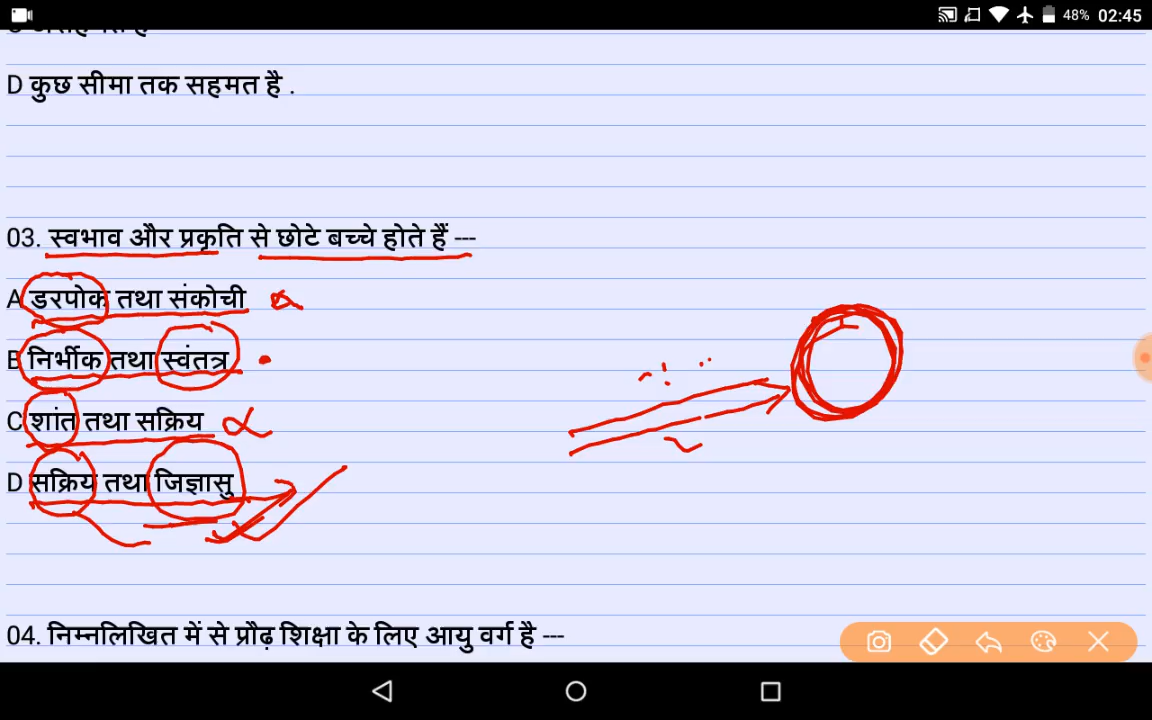 48% 02:45
D कुछ सीमा तक सहमत है .
03. स्वभाव और प्रकृति से छोटे बच्चे होते हैं ---
A डरपोक तथा संकोची
B निर्भीक तथा स्वंतत्र
C शांत तथा सक्रिय
D सक्रिय तथा जिज्ञासु
04. निम्नलिखित में से प्रौढ़ शिक्षा के लिए आयु वर्ग है ---